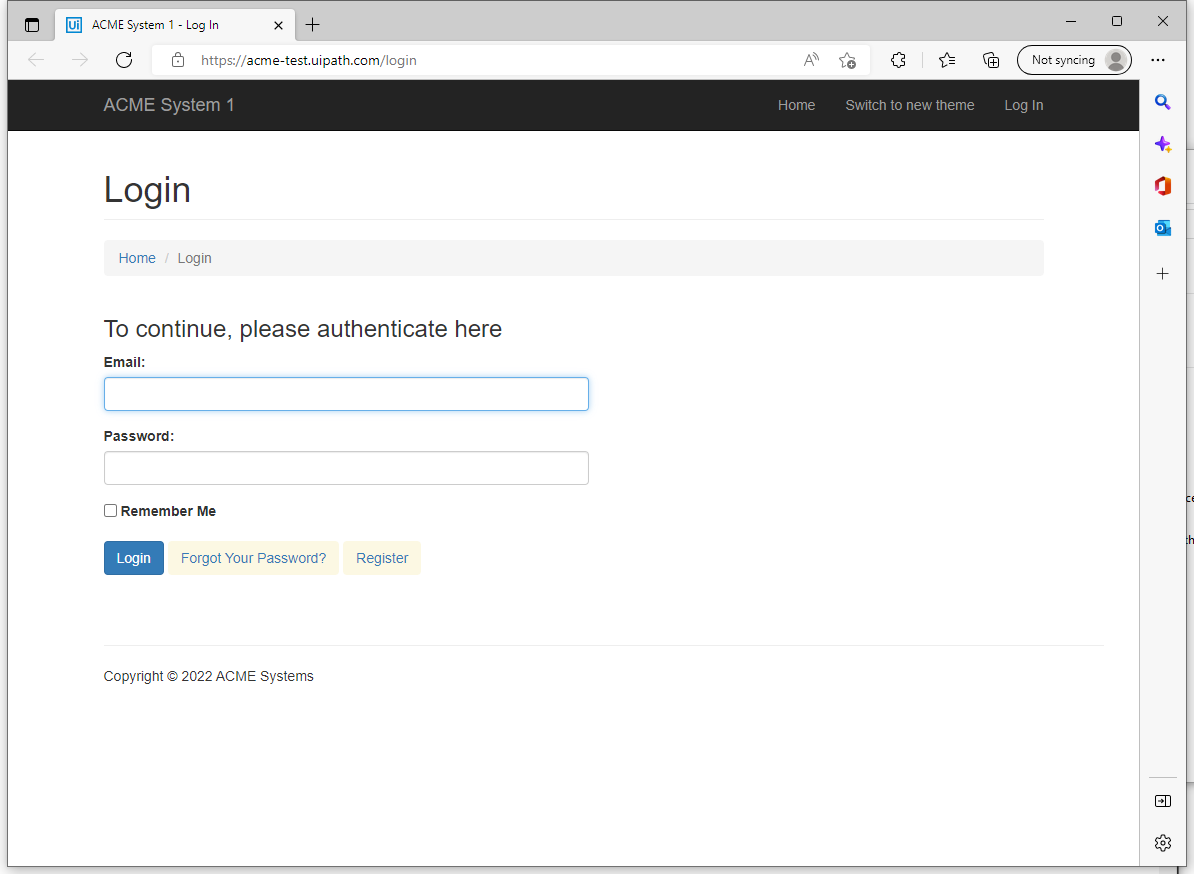 Ui ACME System 1 - Log In
https://acme-test.uipath.com/login
Not syncing
ACME System 1 Home Switch to new theme Log In
Login
Home / Login
To continue, please authenticate here
Email:
Password:
Remember Me
Login Forgot Your Password? Register
Copyright © 2022 ACME Systems